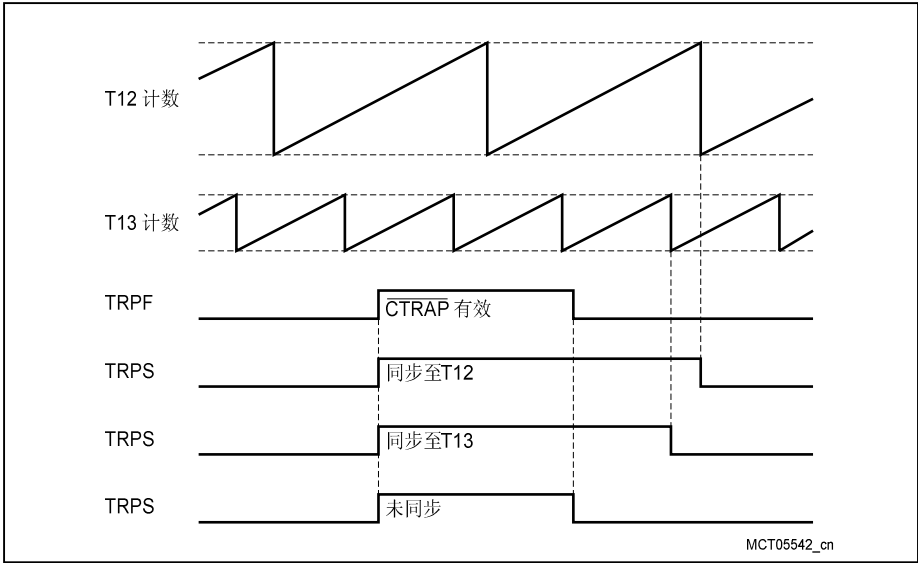 T12 计数
T13 计数
TRPF
CTRAP 有效
TRPS
同步至T12
TRPS
同步至T13
TRPS
未同步
MCT05542_cn